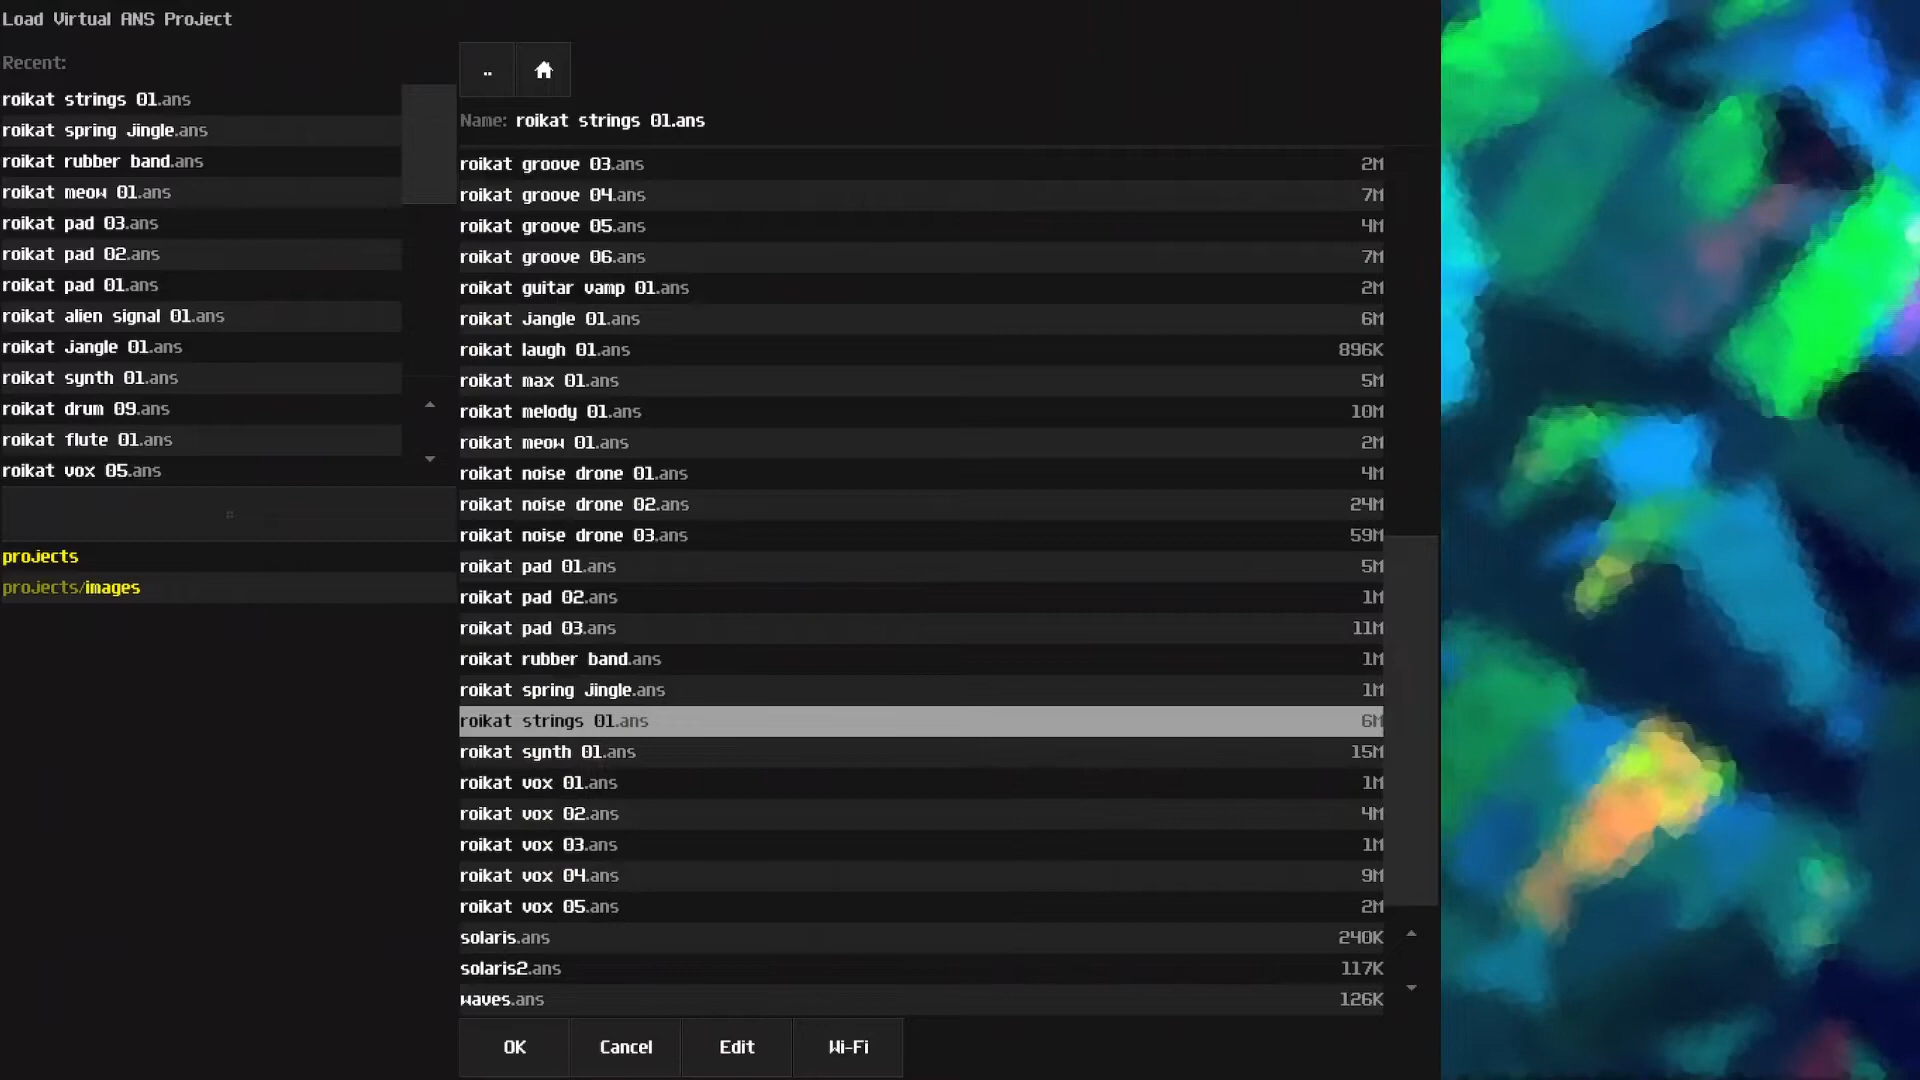 Load Virtual ANS Project
Recent:
roikat strings 01.ans
roikat spring jingle.ans
roikat rubber band.ans
roikat meow 01.ans
roikat pad 03.ans
roikat pad 02.ans
roikat pad 01.ans
roikat alien signal 01.ans
roikat jangle 01.ans
roikat synth 01.ans
roikat drum 09.ans
roikat flute 01.ans
roikat vox 05.ans
projects
projects/images
..
Name: roikat strings 01.ans
roikat groove 03.ans 2M
roikat groove 04.ans 7M
roikat groove 05.ans 4M
roikat groove 06.ans 7M
roikat guitar vamp 01.ans 2M
roikat jangle 01.ans 6M
roikat laugh 01.ans 896K
roikat max 01.ans 5M
roikat melody 01.ans 10M
roikat meow 01.ans 2M
roikat noise drone 01.ans 4M
roikat noise drone 02.ans 24M
roikat noise drone 03.ans 59M
roikat pad 01.ans 5M
roikat pad 02.ans 1M
roikat pad 03.ans 11M
roikat rubber band.ans 1M
roikat spring jingle.ans 1M
roikat strings 01.ans 6M
roikat synth 01.ans 15M
roikat vox 01.ans 1M
roikat vox 02.ans 4M
roikat vox 03.ans 1M
roikat vox 04.ans 9M
roikat vox 05.ans 2M
solaris.ans 240K
solaris2.ans 117K
waves.ans 126K
OK Cancel Edit Wi-Fi